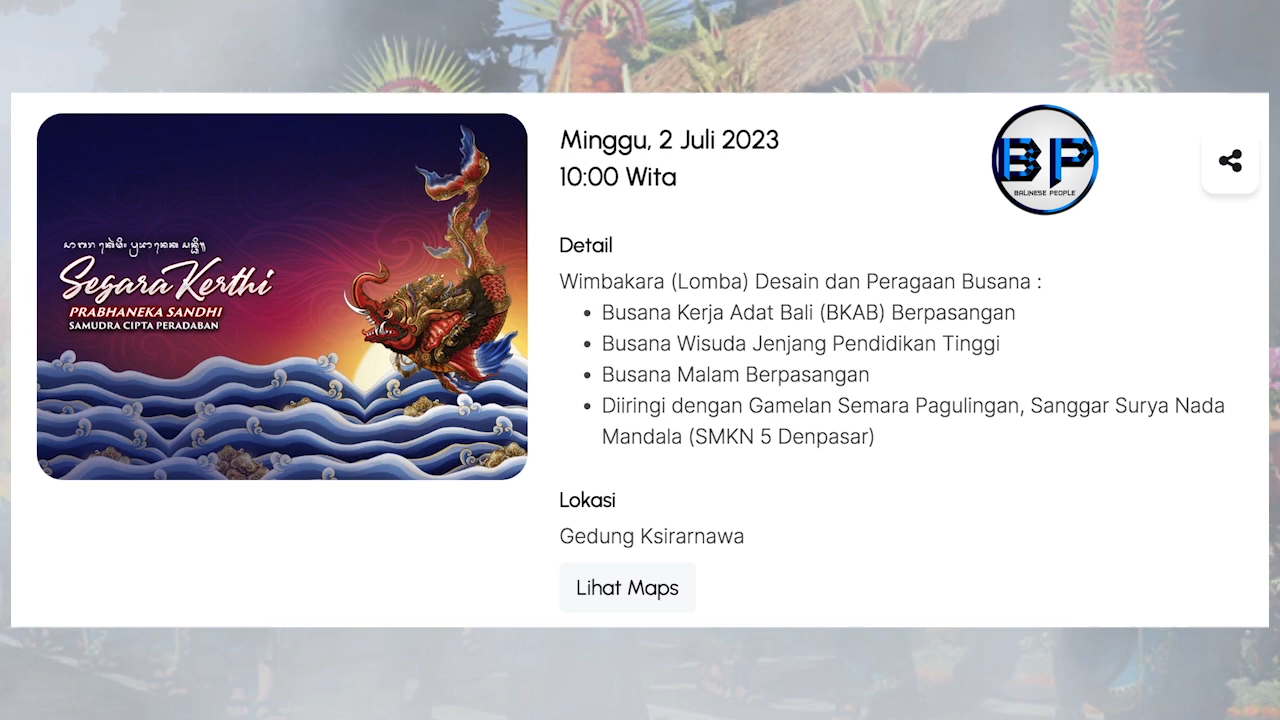 Segara Kerthi
PRABHANEKA SANDHI
SAMUDRA CIPTA PERADABAN
Minggu, 2 Juli 2023
10:00 Wita
BP
BALINESE PEOPLE
Detail
Wimbakara (Lomba) Desain dan Peragaan Busana :
• Busana Kerja Adat Bali (BKAB) Berpasangan
• Busana Wisuda Jenjang Pendidikan Tinggi
• Busana Malam Berpasangan
• Diiringi dengan Gamelan Semara Pagulingan, Sanggar Surya Nada
Mandala (SMKN 5 Denpasar)
Lokasi
Gedung Ksirarnawa
Lihat Maps